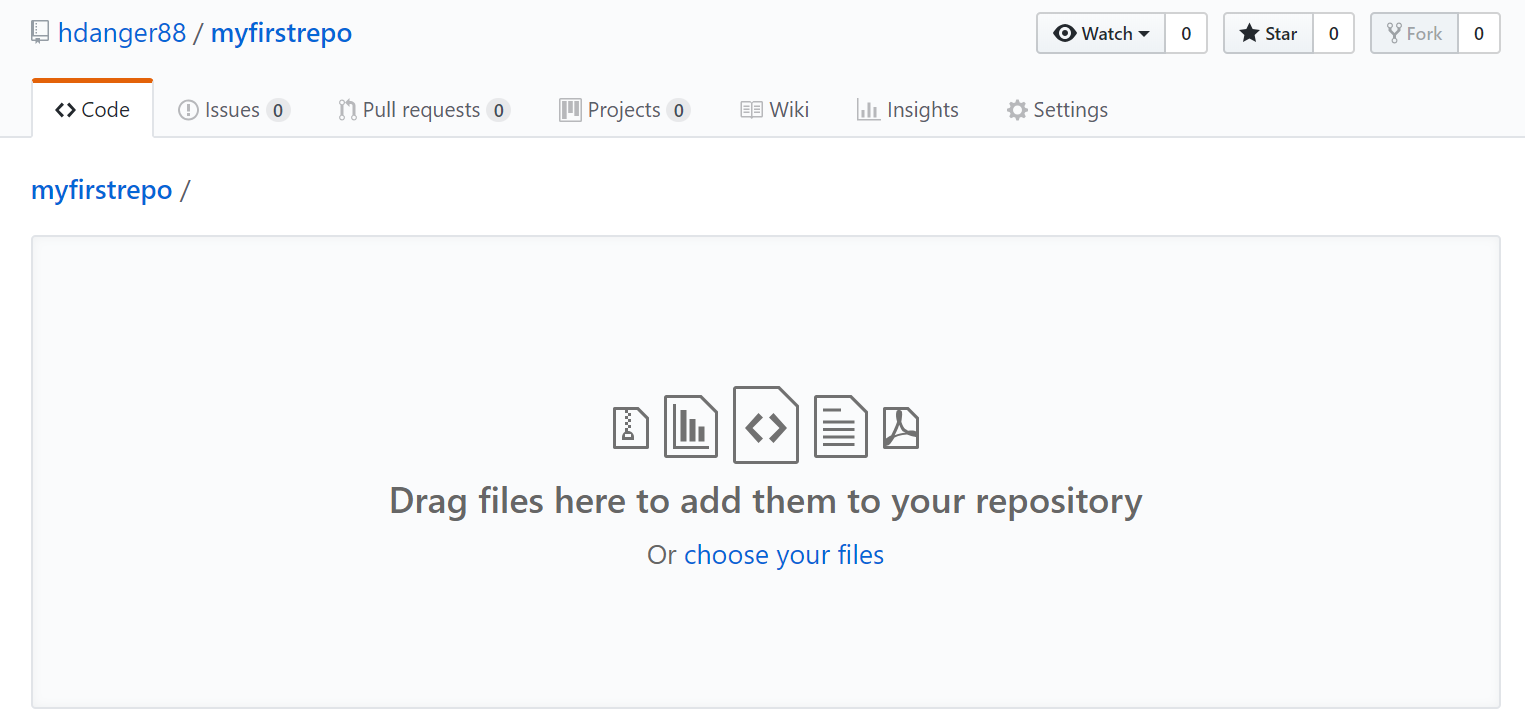 hdanger88 / myfirstrepo
Watch 0 Star 0 Fork 0
Code Issues 0 Pull requests 0 Projects 0 Wiki Insights Settings
myfirstrepo /
Drag files here to add them to your repository
Or choose your files